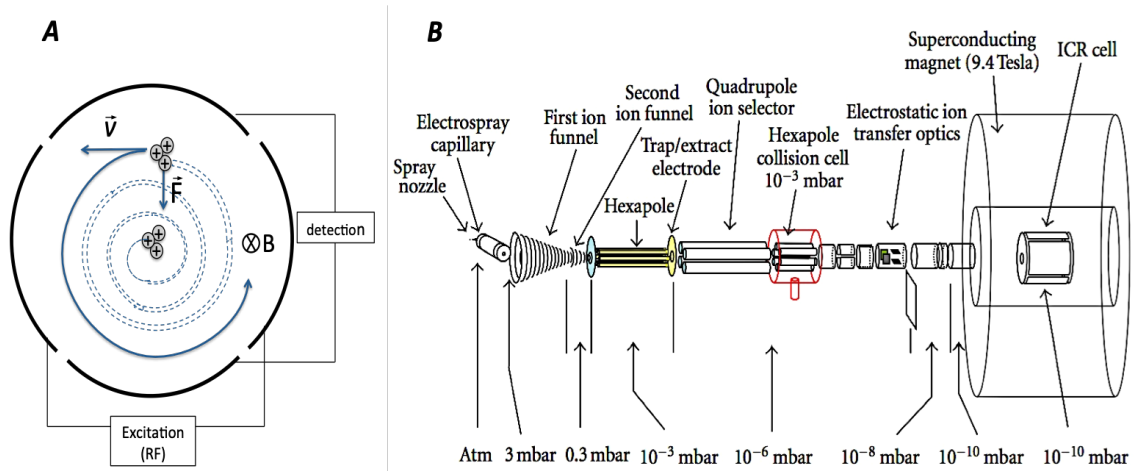 A
v
F
B
detection
Excitation
(RF)
B
Spray
nozzle
Electrospray
capillary
First ion
funnel
Second
ion funnel
Hexapole
Trap/extract
electrode
Quadrupole
ion selector
Hexapole
collision cell
10⁻³ mbar
Electrostatic ion
transfer optics
Superconducting
magnet (9.4 Tesla)
ICR cell
Atm 3 mbar 0.3 mbar 10⁻³ mbar 10⁻⁶ mbar 10⁻⁸ mbar 10⁻¹⁰ mbar 10⁻¹⁰ mbar